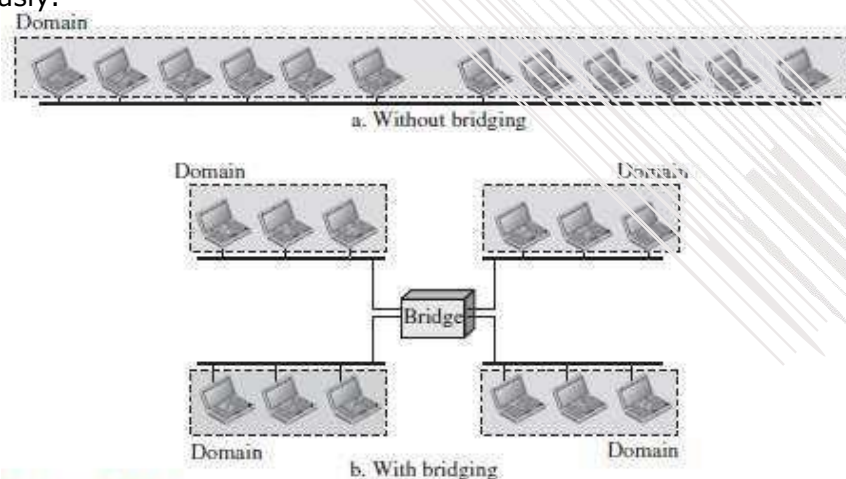 Domain
a. Without bridging
Domain
Domain
Bridge
Domain
Domain
b. With bridging